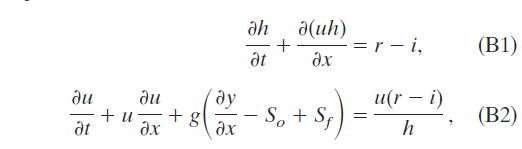 ∂h/∂t + ∂(uh)/∂x = r − i, (B1)
∂u/∂t + u ∂u/∂x + g(∂y/∂x − S_o + S_f) = u(r − i)/h, (B2)